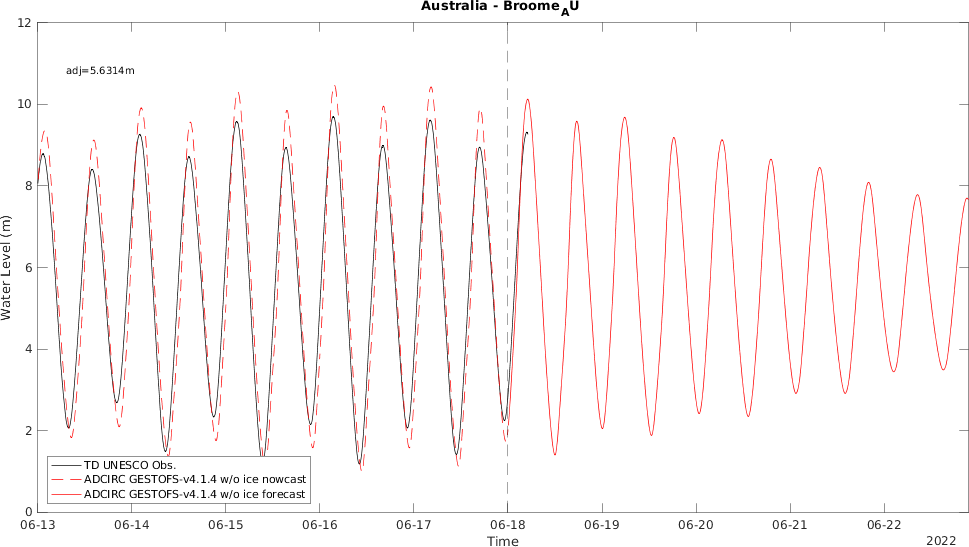 Australia - Broome_AU
adj=5.6314m
12
10
8
6
4
2
0
Water Level (m)
TD UNESCO Obs.
ADCIRC GESTOFS-v4.1.4 w/o ice nowcast
ADCIRC GESTOFS-v4.1.4 w/o ice forecast
06-13 06-14 06-15 06-16 06-17 06-18 06-19 06-20 06-21 06-22
Time
2022